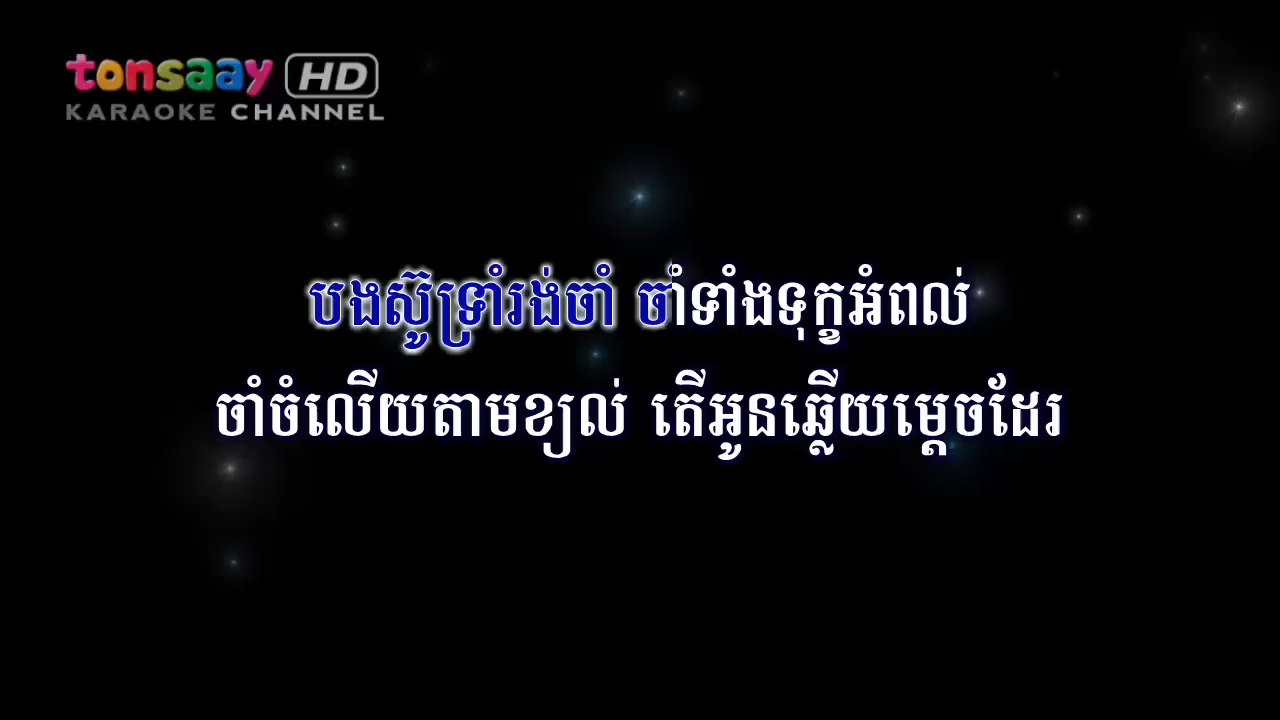 tonsaay HD
KARAOKE CHANNEL
បងស៊ូទ្រាំរង់ចាំ ចាំទាំងទុក្ខអំពល់
ចាំចំលើយតាមខ្យល់ តើអូនឆ្លើយម្ដេចដែរ